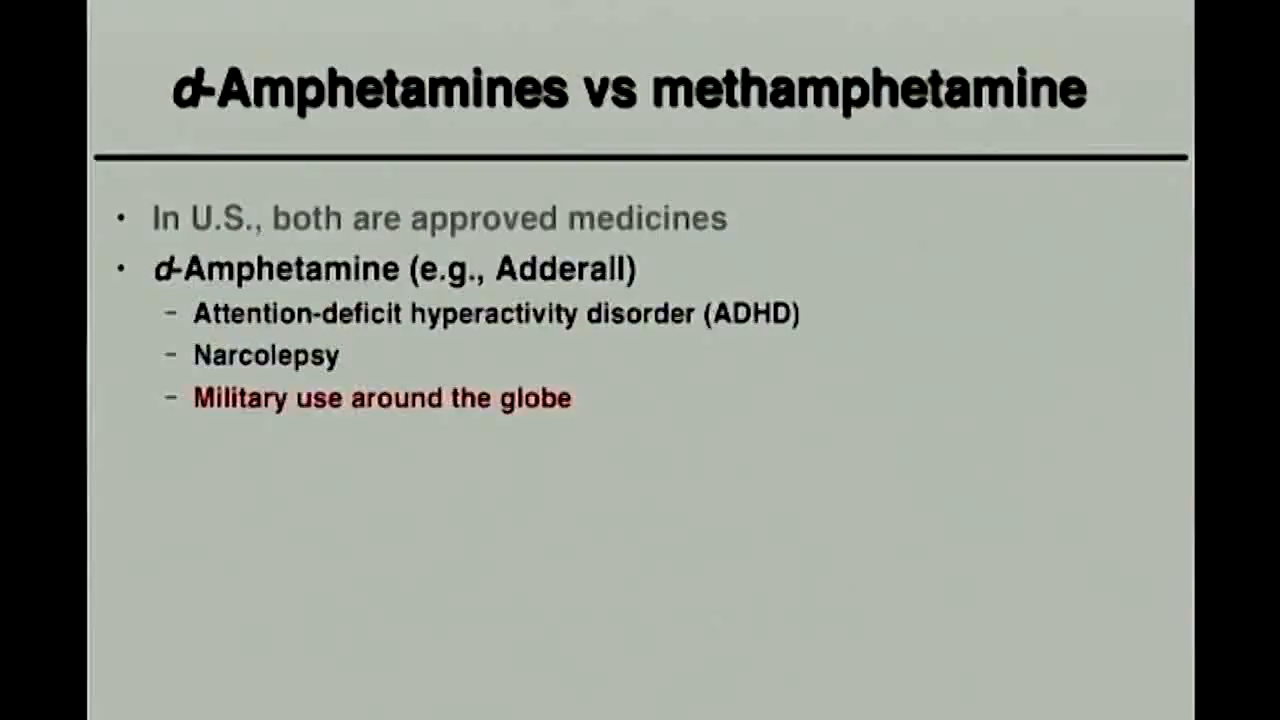 d-Amphetamines vs methamphetamine
• In U.S., both are approved medicines
• d-Amphetamine (e.g., Adderall)
– Attention-deficit hyperactivity disorder (ADHD)
– Narcolepsy
– Military use around the globe